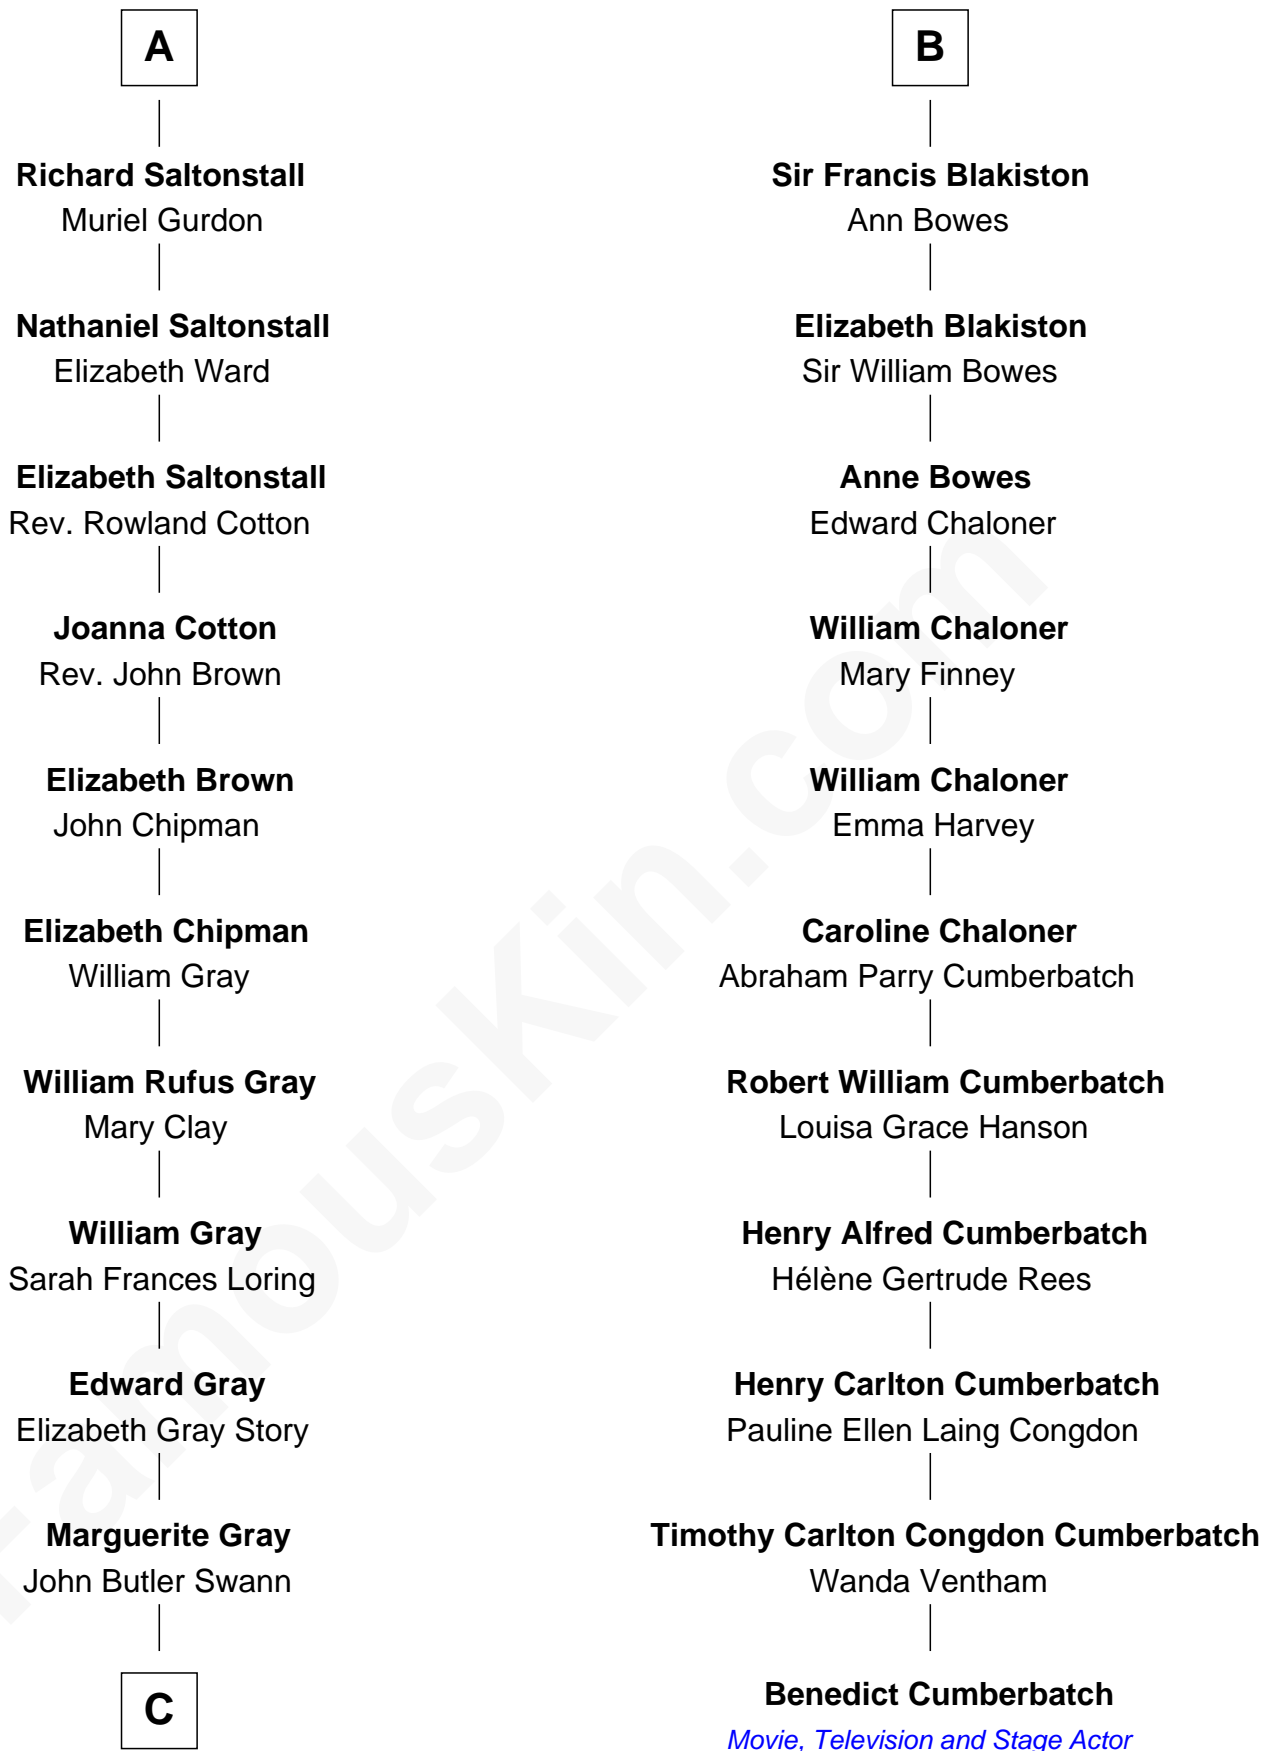 A
Richard Saltonstall
Muriel Gurdon
Nathaniel Saltonstall
Elizabeth Ward
Elizabeth Saltonstall
Rev. Rowland Cotton
Joanna Cotton
Rev. John Brown
Elizabeth Brown
John Chipman
Elizabeth Chipman
William Gray
William Rufus Gray
Mary Clay
William Gray
Sarah Frances Loring
Edward Gray
Elizabeth Gray Story
Marguerite Gray
John Butler Swann
C
B
Sir Francis Blakiston
Ann Bowes
Elizabeth Blakiston
Sir William Bowes
Anne Bowes
Edward Chaloner
William Chaloner
Mary Finney
William Chaloner
Emma Harvey
Caroline Chaloner
Abraham Parry Cumberbatch
Robert William Cumberbatch
Louisa Grace Hanson
Henry Alfred Cumberbatch
Hélène Gertrude Rees
Henry Carlton Cumberbatch
Pauline Ellen Laing Congdon
Timothy Carlton Congdon Cumberbatch
Wanda Ventham
Benedict Cumberbatch
Movie, Television and Stage Actor
FamousKin.com